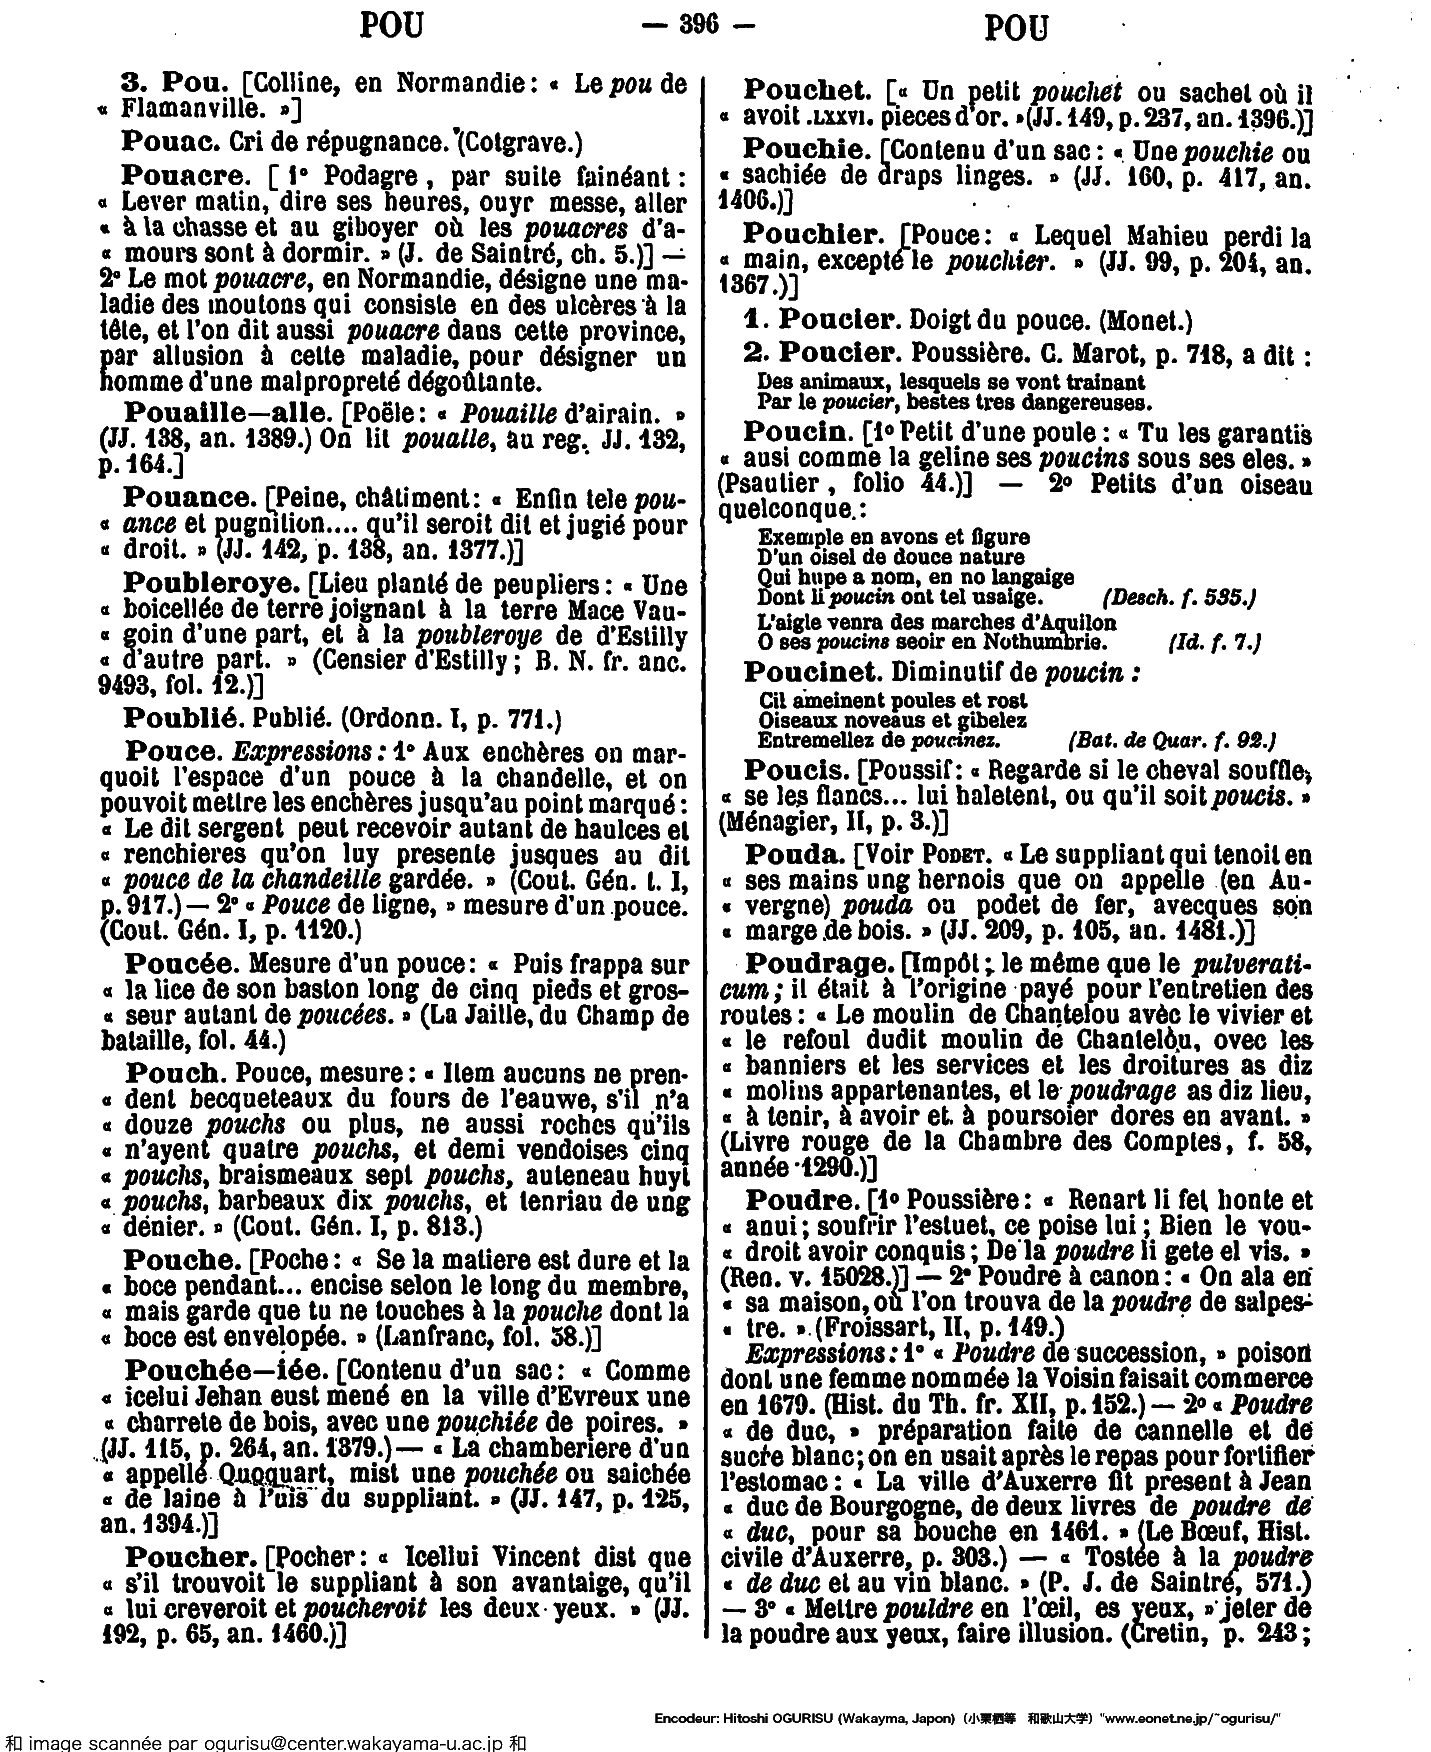 POU — 396 — POU
3. Pou. [Colline, en Normandie : « Le pou de
« Flamanville. »]
Pouac. Cri de répugnance. (Cotgrave.)
Pouacre. [1° Podagre, par suite fainéant :
« Lever matin, dire ses heures, ouyr messe, aller
« à la chasse et au giboyer où les pouacres d'a-
« mours sont à dormir. » (J. de Saintré, ch. 5.)] —
2° Le mot pouacre, en Normandie, désigne une ma-
ladie des moutons qui consiste en des ulcères à la
tête, et l'on dit aussi pouacre dans cette province,
par allusion à cette maladie, pour désigner un
homme d'une malpropreté dégoûtante.
Pouaille—alle. [Poële : « Pouaille d'airain. »
(JJ. 138, an. 1389.) On lit poualle, au reg. JJ. 132,
p. 164.]
Pouance. [Peine, châtiment : « Enfin tele pou-
« ance et pugnition.... qu'il seroit dit et jugié pour
« droit. » (JJ. 142, p. 138, an. 1377.)]
Poubleroye. [Lieu planté de peupliers : « Une
« boicellée de terre joignant à la terre Mace Vau-
« goin d'une part, et à la poubleroye de d'Estilly
« d'autre part. » (Censier d'Estilly ; B. N. fr. anc.
9493, fol. 12.)]
Poublié. Publié. (Ordonn. I, p. 771.)
Pouce. Expressions : 1° Aux enchères on mar-
quoit l'espace d'un pouce à la chandelle, et on
pouvoit mettre les enchères jusqu'au point marqué :
« Le dit sergent peut recevoir autant de haulces et
« renchieres qu'on luy presente jusques au dit
« pouce de la chandeille gardée. » (Cout. Gén. t. I,
p. 917.) — 2° « Pouce de ligne, » mesure d'un pouce.
(Cout. Gén. I, p. 1120.)
Poucée. Mesure d'un pouce : « Puis frappa sur
« la lice de son baston long de cinq pieds et gros-
« seur autant de poucées. » (La Jaille, du Champ de
bataille, fol. 44.)
Pouch. Pouce, mesure : « Item aucuns ne pren-
« dent becqueteaux du fours de l'eauwe, s'il n'a
« douze pouchs ou plus, ne aussi roches qu'ils
« n'ayent quatre pouchs, et demi vendoises cinq
« pouchs, braismeaux sept pouchs, auteneau huyt
« pouchs, barbeaux dix pouchs, et tenriau de ung
« dénier. » (Cout. Gén. I, p. 813.)
Pouche. [Poche : « Se la matiere est dure et la
« boce pendant... encise selon le long du membre,
« mais garde que tu ne touches à la pouche dont la
« boce est envelopée. » (Lanfranc, fol. 38.)]
Pouchée—iée. [Contenu d'un sac : « Comme
« icelui Jehan eust mené en la ville d'Evreux une
« charrete de bois, avec une pouchiée de poires. »
(JJ. 115, p. 264, an. 1379.) — « La chamberiere d'un
« appellé Quoquart, mist une pouchée ou saichée
« de laine à l'uis du suppliant. » (JJ. 147, p. 125,
an. 1394.)]
Poucher. [Pocher : « Icellui Vincent dist que
« s'il trouvoit le suppliant à son avantaige, qu'il
« lui creveroit et poucheroit les deux yeux. » (JJ.
192, p. 65, an. 1460.)]
Pouchet. [« Un petit pouchet ou sachet où il
« avoit .LXXVI. pieces d'or. » (JJ. 149, p. 237, an. 1396.)]
Pouchie. [Contenu d'un sac : « Une pouchie ou
« sachiée de draps linges. » (JJ. 160, p. 417, an.
1406.)]
Pouchier. [Pouce : « Lequel Mahieu perdi la
« main, excepté le pouchier. » (JJ. 99, p. 204, an.
1367.)]
1. Poucier. Doigt du pouce. (Monet.)
2. Poucier. Poussière. C. Marot, p. 718, a dit :
Des animaux, lesquels se vont trainant
Par le poucier, bestes tres dangereuses.
Poucin. [1° Petit d'une poule : « Tu les garantis
« ausi comme la geline ses poucins sous ses eles. »
(Psautier, folio 44.)] — 2° Petits d'un oiseau
quelconque. :
Exemple en avons et figure
D'un oisel de douce nature
Qui hupe a nom, en no langaige
Dont li poucin ont tel usaige. (Desch. f. 535.)
L'aigle venra des marches d'Aquilon
O ses poucins seoir en Nothumbrie. (Id. f. 7.)
Poucinet. Diminutif de poucin :
Cil ameinent poules et rost
Oiseaux noveaus et gibelez
Entremellez de poucinez. (Bat. de Quar. f. 92.)
Poucis. [Poussif : « Regarde si le cheval souffle,
« se les flancs... lui haletent, ou qu'il soit poucis. »
(Ménagier, II, p. 3.)]
Pouda. [Voir PODET. « Le suppliant qui tenoit en
« ses mains ung hernois que on appelle (en Au-
« vergne) pouda ou podet de fer, avecques son
« marge de bois. » (JJ. 209, p. 105, an. 1481.)]
Poudrage. [Impôt ; le même que le pulverati-
cum ; il était à l'origine payé pour l'entretien des
routes : « Le moulin de Chantelou avèc le vivier et
« le refoul dudit moulin de Chantelou, ovec les
« banniers et les services et les droitures as diz
« molins appartenantes, et le poudrage as diz lieu,
« à tenir, à avoir et à poursoier dores en avant. »
(Livre rouge de la Chambre des Comptes, f. 58,
année 1290.)]
Poudre. [1° Poussière : « Renart li fet honte et
« anui ; soufrir l'estuet, ce poise lui ; Bien le vou-
« droit avoir conquis ; De la poudre li gete el vis. »
(Ren. v. 15028.)] — 2° Poudre à canon : « On ala en
« sa maison, où l'on trouva de la poudre de salpes-
« tre. » (Froissart, II, p. 149.)
Expressions : 1° « Poudre de succession, » poison
dont une femme nommée la Voisin faisait commerce
en 1679. (Hist. du Th. fr. XII, p. 152.) — 2° « Poudre
« de duc, » préparation faite de cannelle et de
sucre blanc ; on en usait après le repas pour fortifier
l'estomac : « La ville d'Auxerre fit present à Jean
« duc de Bourgogne, de deux livres de poudre de
« duc, pour sa bouche en 1461. » (Le Bœuf, Hist.
civile d'Auxerre, p. 303.) — « Tostée à la poudre
« de duc et au vin blanc. » (P. J. de Saintré, 571.)
— 3° « Mettre pouldre en l'œil, es yeux, » jeter de
la poudre aux yeux, faire illusion. (Cretin, p. 243 ;
Encodeur: Hitoshi OGURISU (Wakayma, Japon) (小栗栖等 和歌山大学) "www.eonet.ne.jp/~ogurisu/"
和 image scannée par ogurisu@center.wakayama-u.ac.jp 和